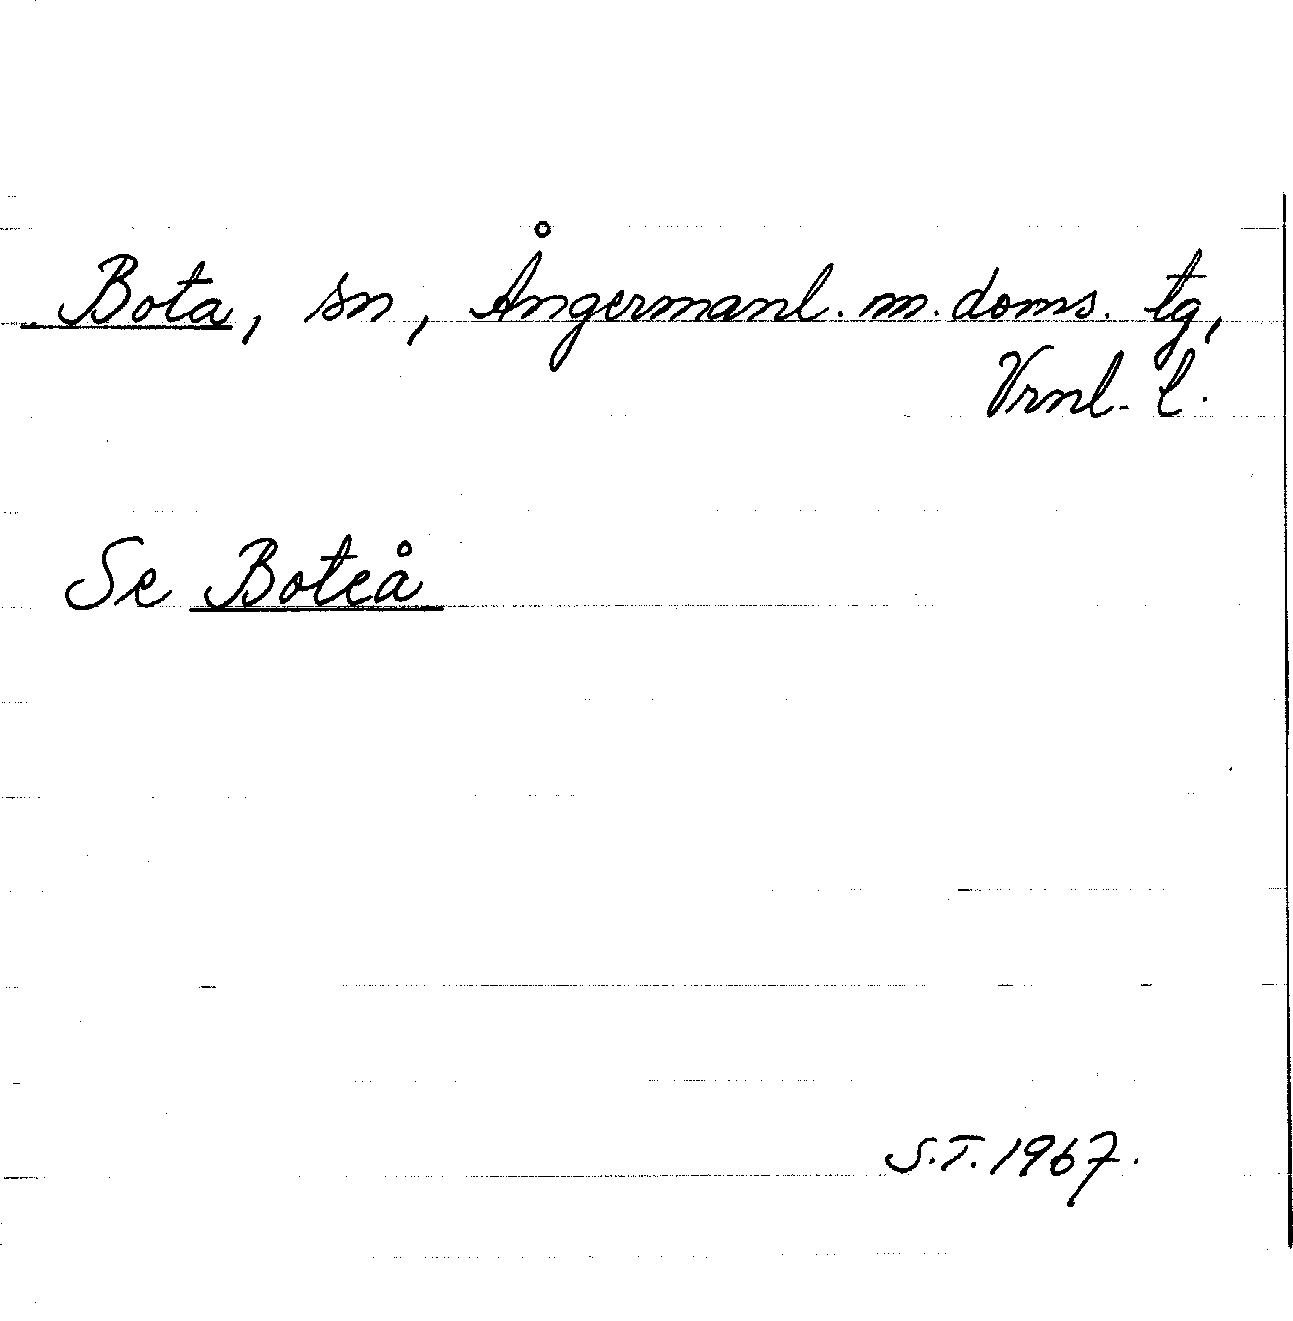 Bota, sn, Ångermanl. m. doms. tg,
Vrnl. l.
Se Boteå
S.T. 1967.